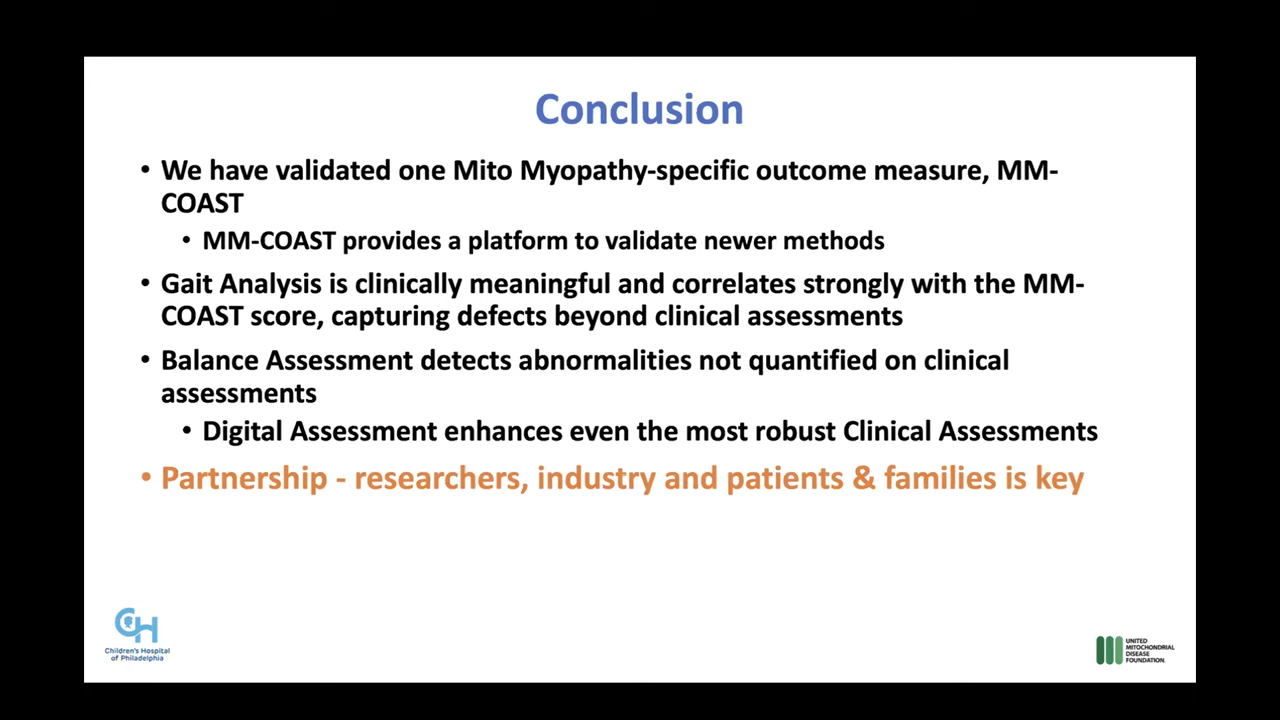 Conclusion
• We have validated one Mito Myopathy-specific outcome measure, MM-
COAST
• MM-COAST provides a platform to validate newer methods
• Gait Analysis is clinically meaningful and correlates strongly with the MM-
COAST score, capturing defects beyond clinical assessments
• Balance Assessment detects abnormalities not quantified on clinical
assessments
• Digital Assessment enhances even the most robust Clinical Assessments
• Partnership - researchers, industry and patients & families is key
CH
Children's Hospital
of Philadelphia
UNITED
MITOCHONDRIAL
DISEASE
FOUNDATION